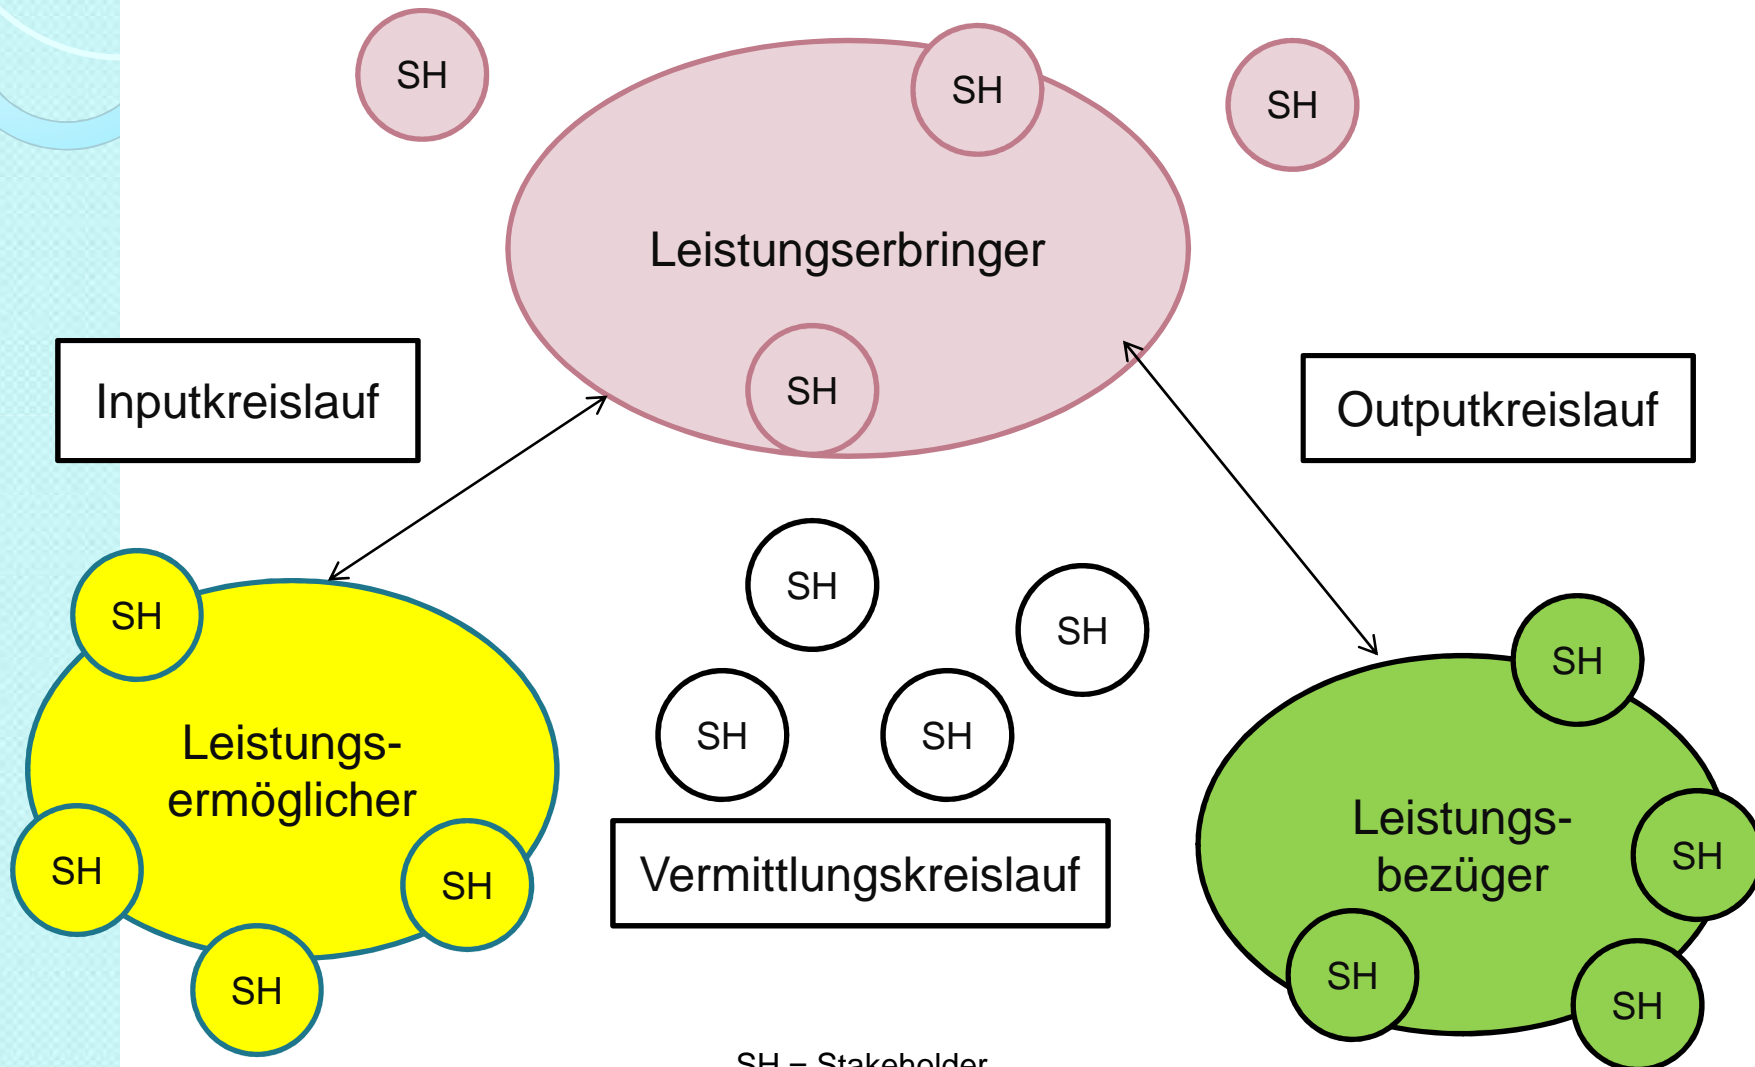 SH
SH
SH
Leistungserbringer
SH
Inputkreislauf
Outputkreislauf
SH
SH
SH
SH
SH
SH
Leistungs-
ermöglicher
SH
SH
SH
Vermittlungskreislauf
Leistungs-
bezüger
SH
SH
SH
SH
SH = Stakeholder